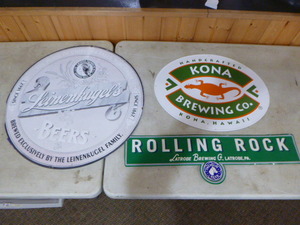 Leinenkugel's
BEERS
BREWED EXCLUSIVELY BY THE LEINENKUGEL FAMILY.
HANDCRAFTED
KONA
BREWING CO.
KONA, HAWAII
ROLLING ROCK
LATROBE BREWING CO. LATROBE, PA.